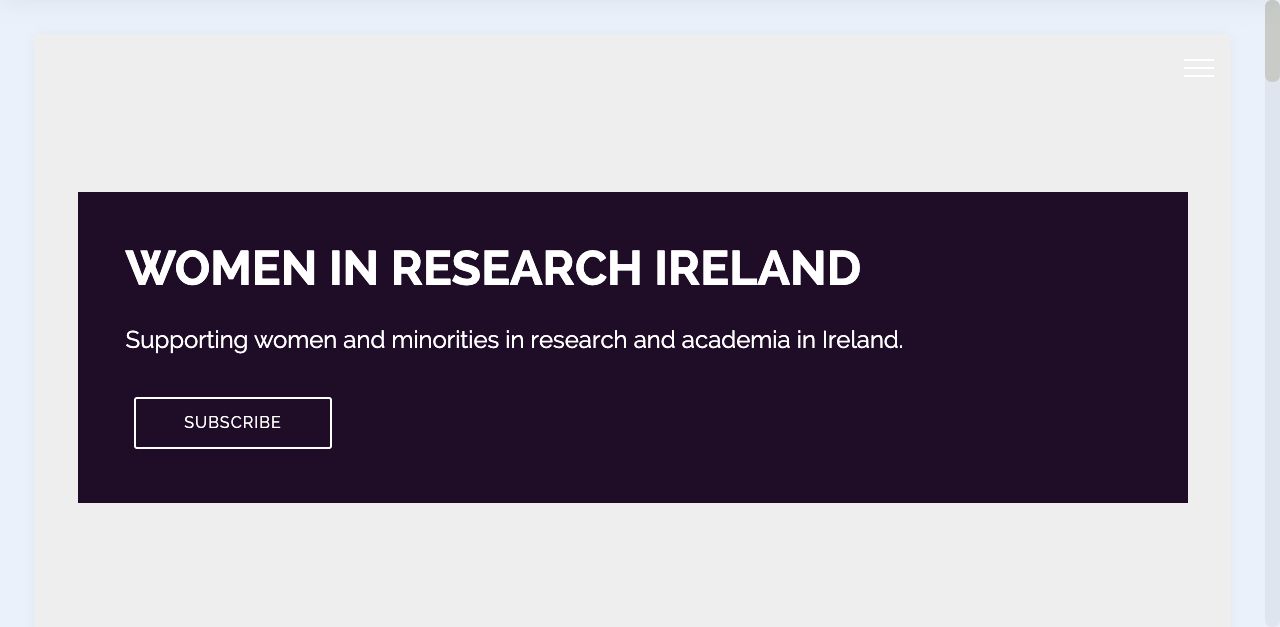 WOMEN IN RESEARCH IRELAND
Supporting women and minorities in research and academia in Ireland.
SUBSCRIBE